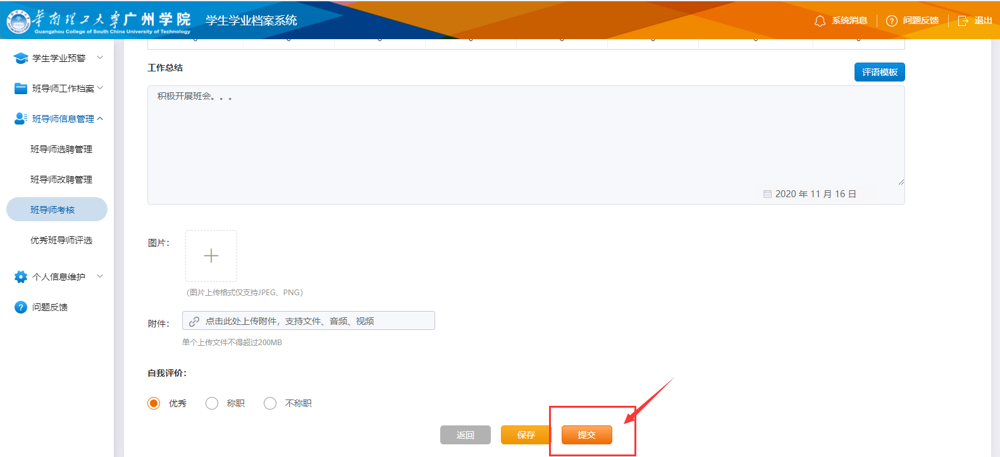 华南理工大学广州学院
Guangzhou College of South China University of Technology
学生学业档案系统
系统消息
问题反馈
退出
学生学业预警
班导师工作档案
班导师信息管理
班导师选聘管理
班导师改聘管理
班导师考核
优秀班导师评选
个人信息维护
问题反馈
工作总结
评语模板
积极开展班会。。。
2020 年 11 月 16 日
图片：
（图片上传格式仅支持JPEG、PNG）
附件：
点击此处上传附件，支持文件、音频、视频
单个上传文件不得超过200MB
自我评价：
优秀 称职 不称职
返回 保存 提交